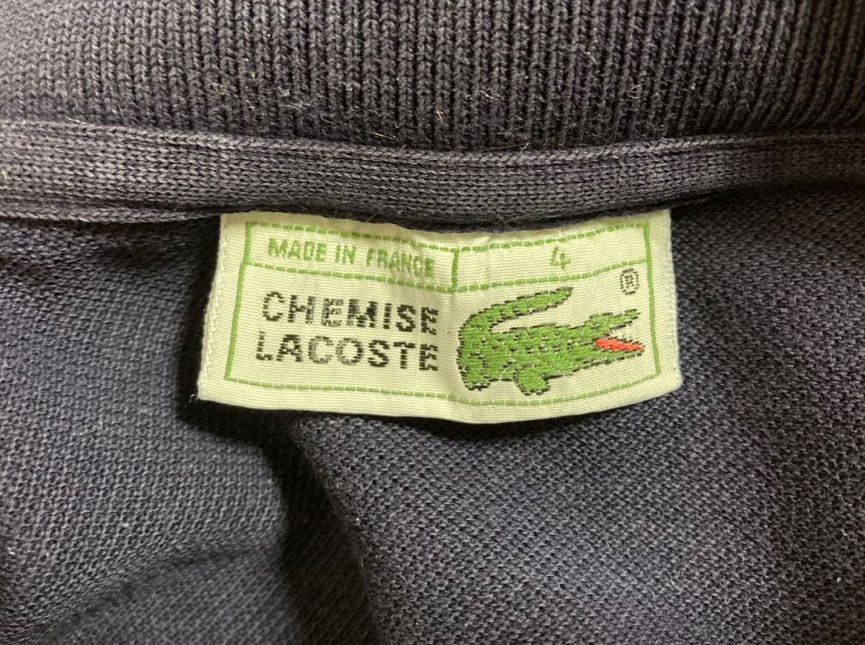 MADE IN FRANCE 4
CHEMISE ®
LACOSTE